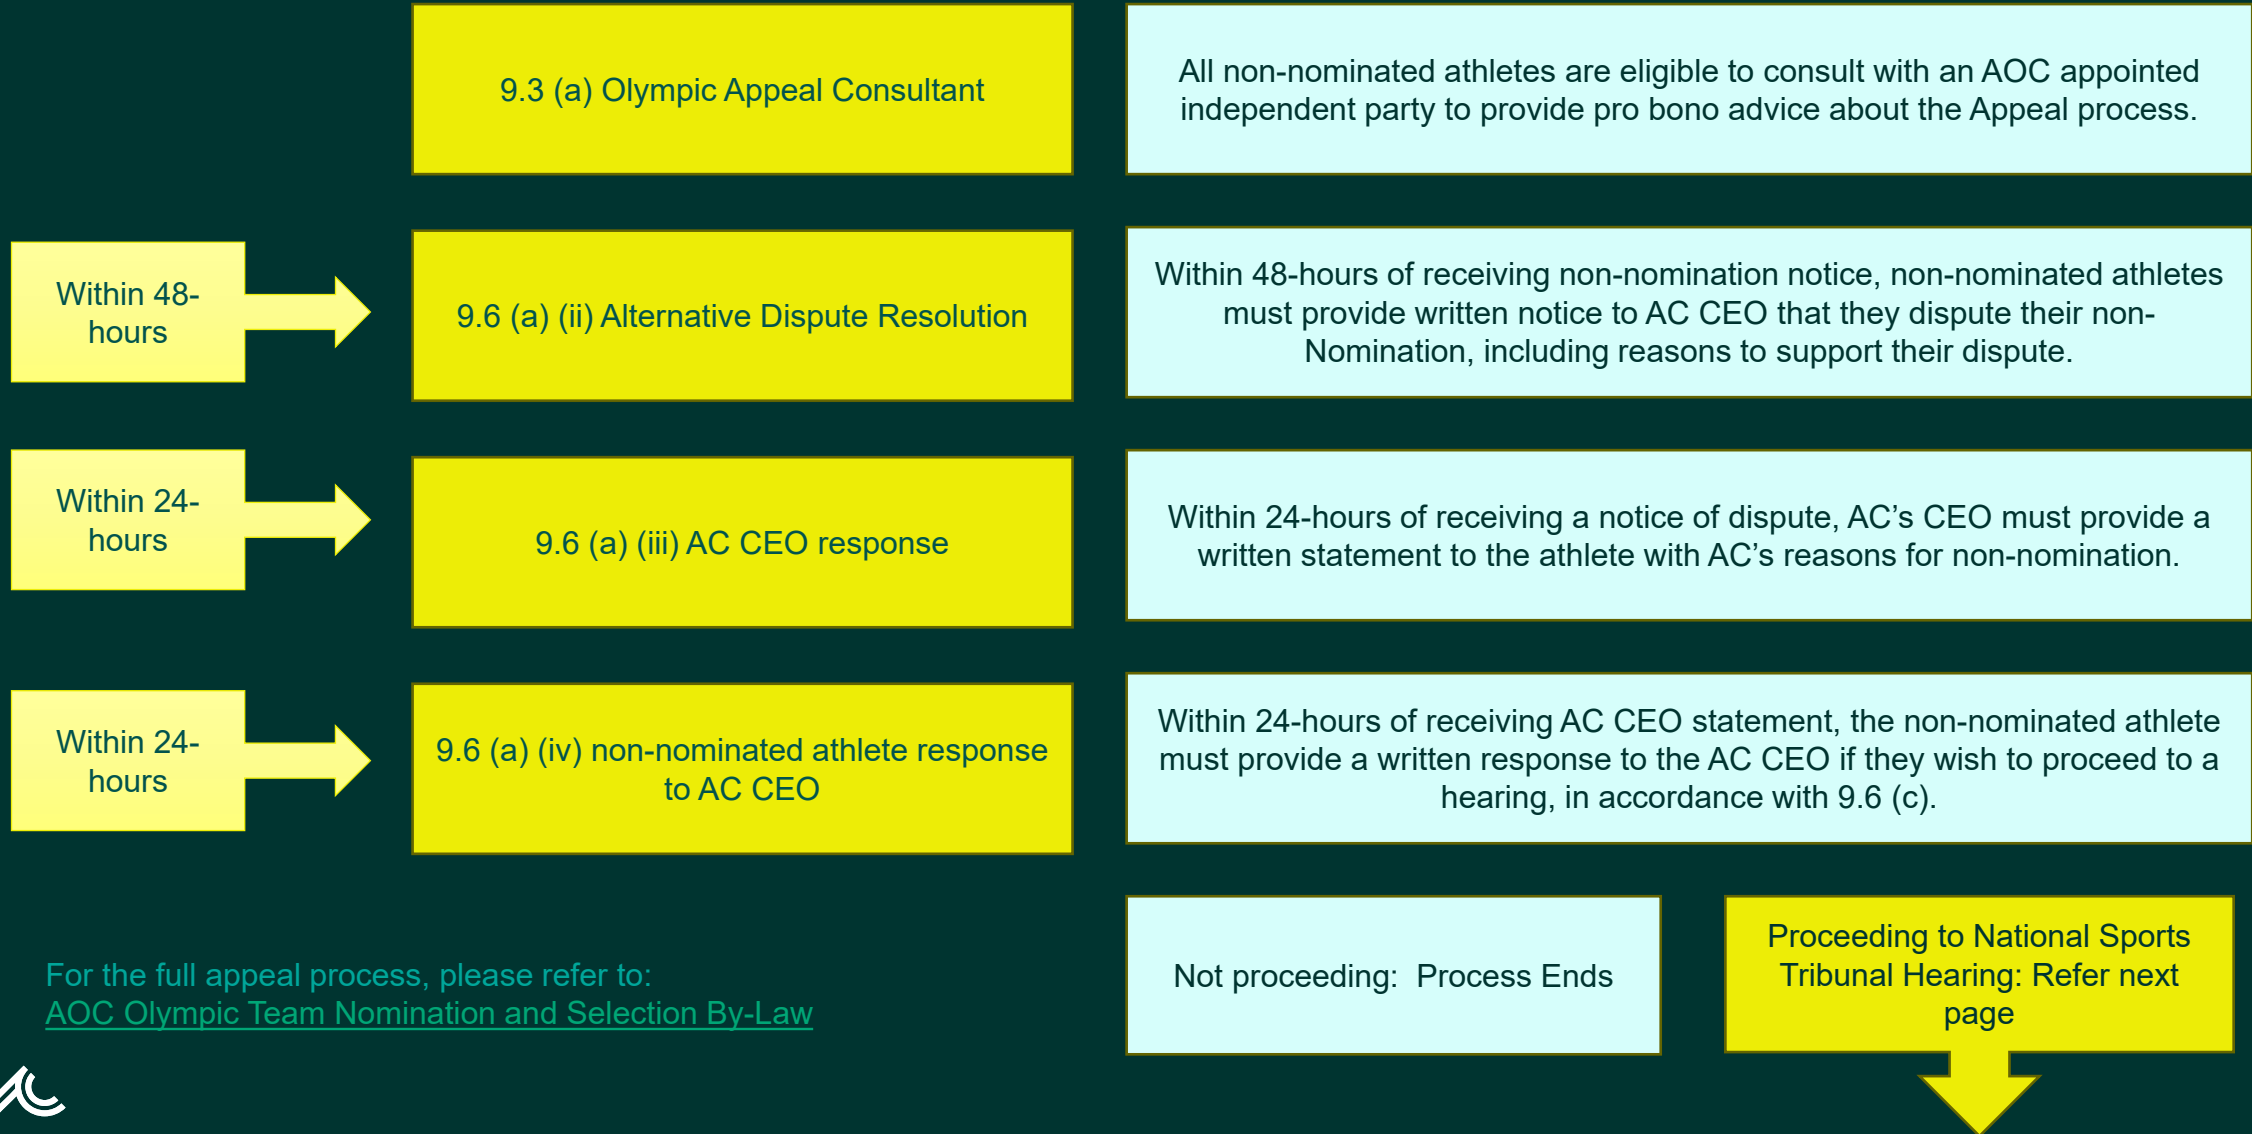 9.3 (a) Olympic Appeal Consultant
All non-nominated athletes are eligible to consult with an AOC appointed
independent party to provide pro bono advice about the Appeal process.
Within 48-
hours
9.6 (a) (ii) Alternative Dispute Resolution
Within 48-hours of receiving non-nomination notice, non-nominated athletes
must provide written notice to AC CEO that they dispute their non-
Nomination, including reasons to support their dispute.
Within 24-
hours
9.6 (a) (iii) AC CEO response
Within 24-hours of receiving a notice of dispute, AC’s CEO must provide a
written statement to the athlete with AC’s reasons for non-nomination.
Within 24-
hours
9.6 (a) (iv) non-nominated athlete response
to AC CEO
Within 24-hours of receiving AC CEO statement, the non-nominated athlete
must provide a written response to the AC CEO if they wish to proceed to a
hearing, in accordance with 9.6 (c).
For the full appeal process, please refer to:
AOC Olympic Team Nomination and Selection By-Law
Not proceeding:  Process Ends
Proceeding to National Sports
Tribunal Hearing: Refer next
page